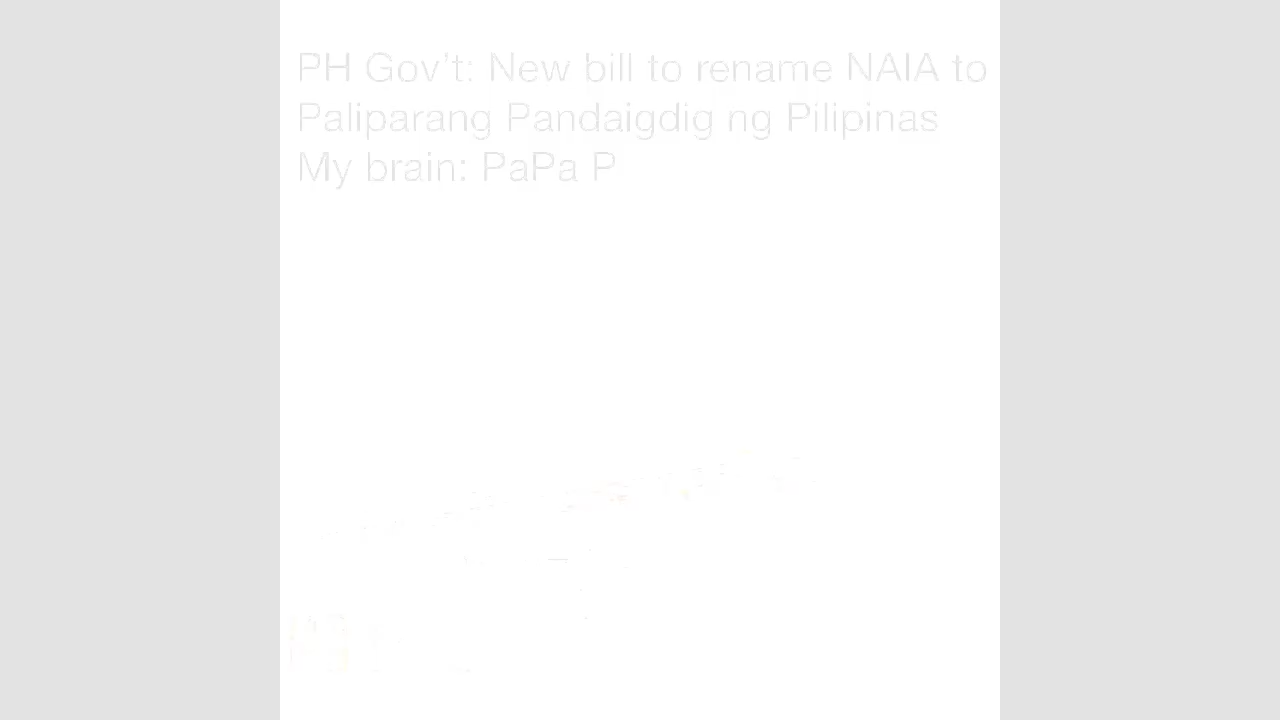 PH Gov't: New bill to rename NAIA to
Paliparang Pandaigdig ng Pilipinas
My brain: PaPa P